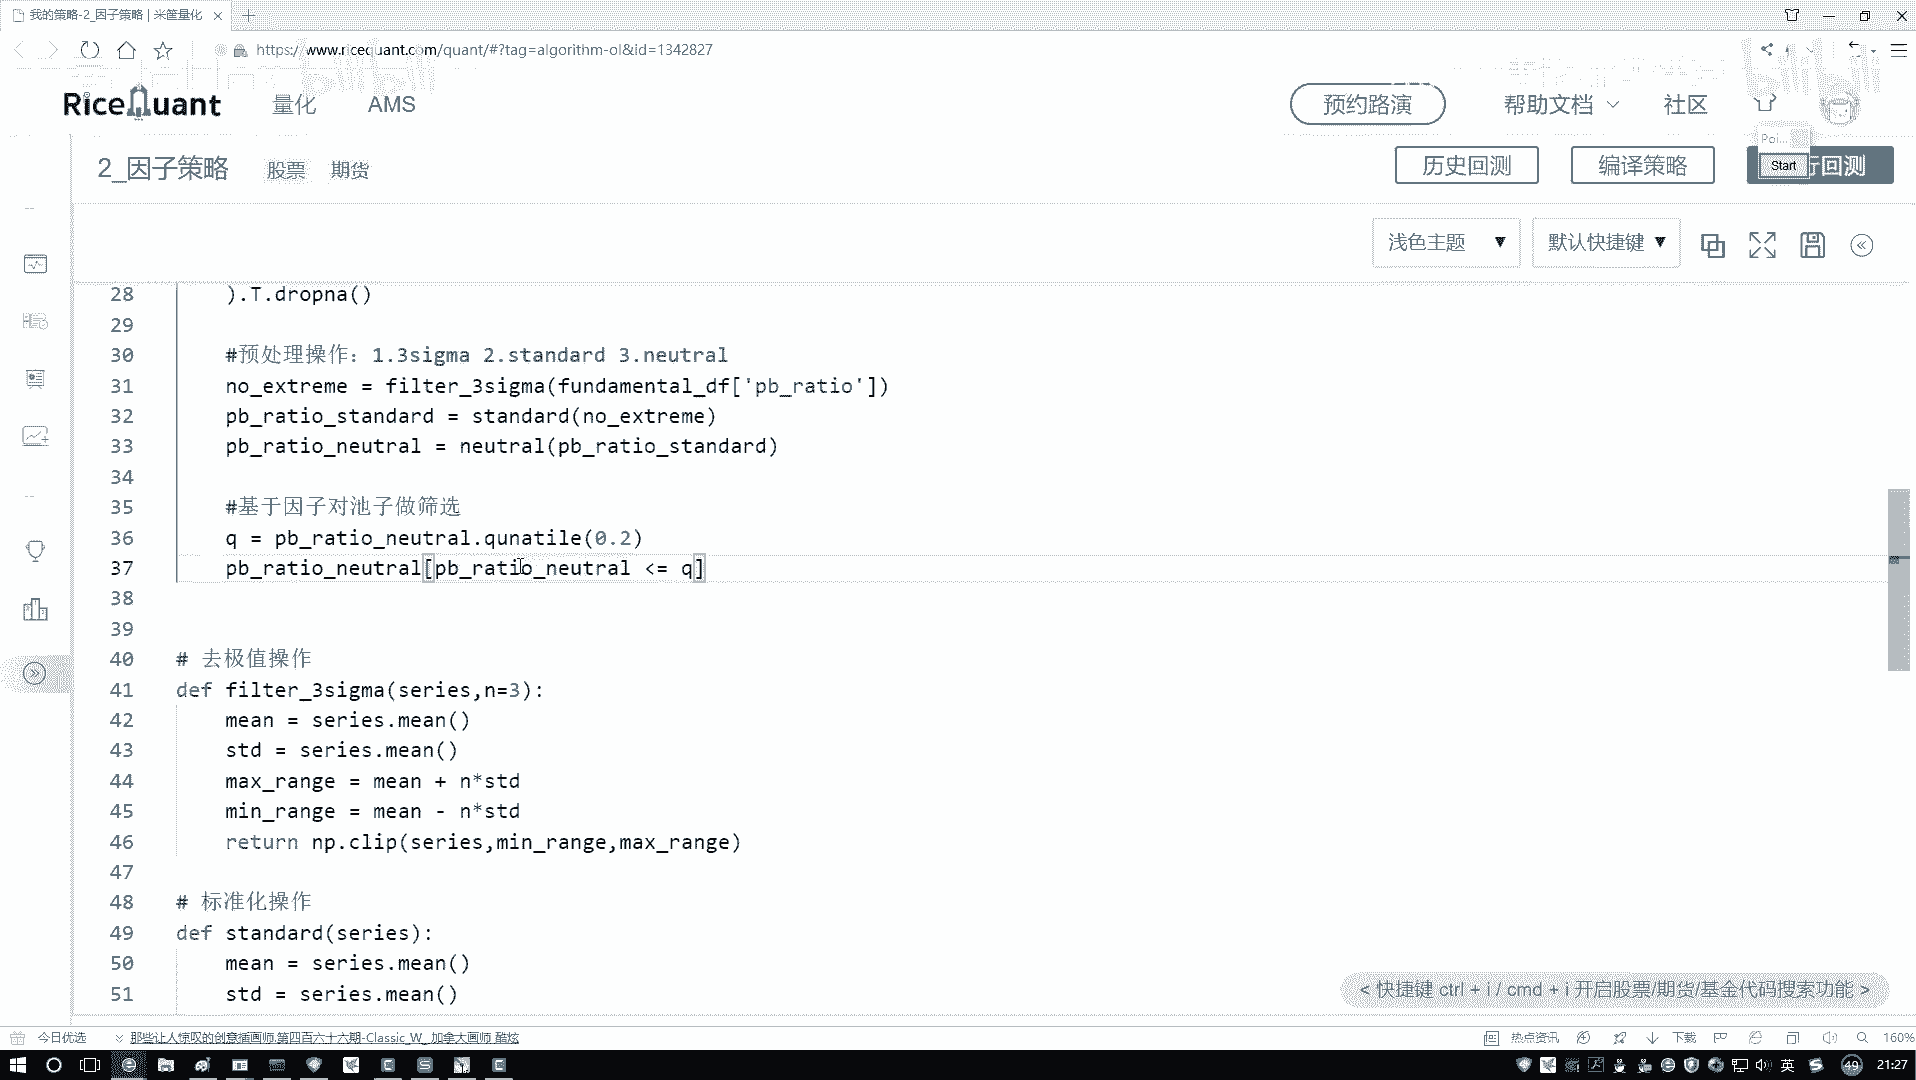 我的策略-2_因子策略 | 米筐量化
https://www.ricequant.com/quant/#?tag=algorithm-ol&id=1342827
RiceQuant 量化 AMS 预约路演 帮助文档 社区
Poi...
2_因子策略 股票 期货 历史回测 编译策略 Start 行回测
浅色主题 默认快捷键
28 ).T.dropna()
29
30 #预处理操作：1.3sigma 2.standard 3.neutral
31 no_extreme = filter_3sigma(fundamental_df['pb_ratio'])
32 pb_ratio_standard = standard(no_extreme)
33 pb_ratio_neutral = neutral(pb_ratio_standard)
34
35 #基于因子对池子做筛选
36 q = pb_ratio_neutral.qunatile(0.2)
37 pb_ratio_neutral[pb_ratio_neutral <= q]
38
39
40 # 去极值操作
41 def filter_3sigma(series,n=3):
42 mean = series.mean()
43 std = series.mean()
44 max_range = mean + n*std
45 min_range = mean - n*std
46 return np.clip(series,min_range,max_range)
47
48 # 标准化操作
49 def standard(series):
50 mean = series.mean()
51 std = series.mean()
< 快捷键 ctrl + i / cmd + i 开启股票/期货/基金代码搜索功能 >
今日优选 那些让人惊叹的创意插画师.第四百六十六期-Classic_W_ 加拿大画师 酷炫 热点资讯 下载 160%
英 49 21:27